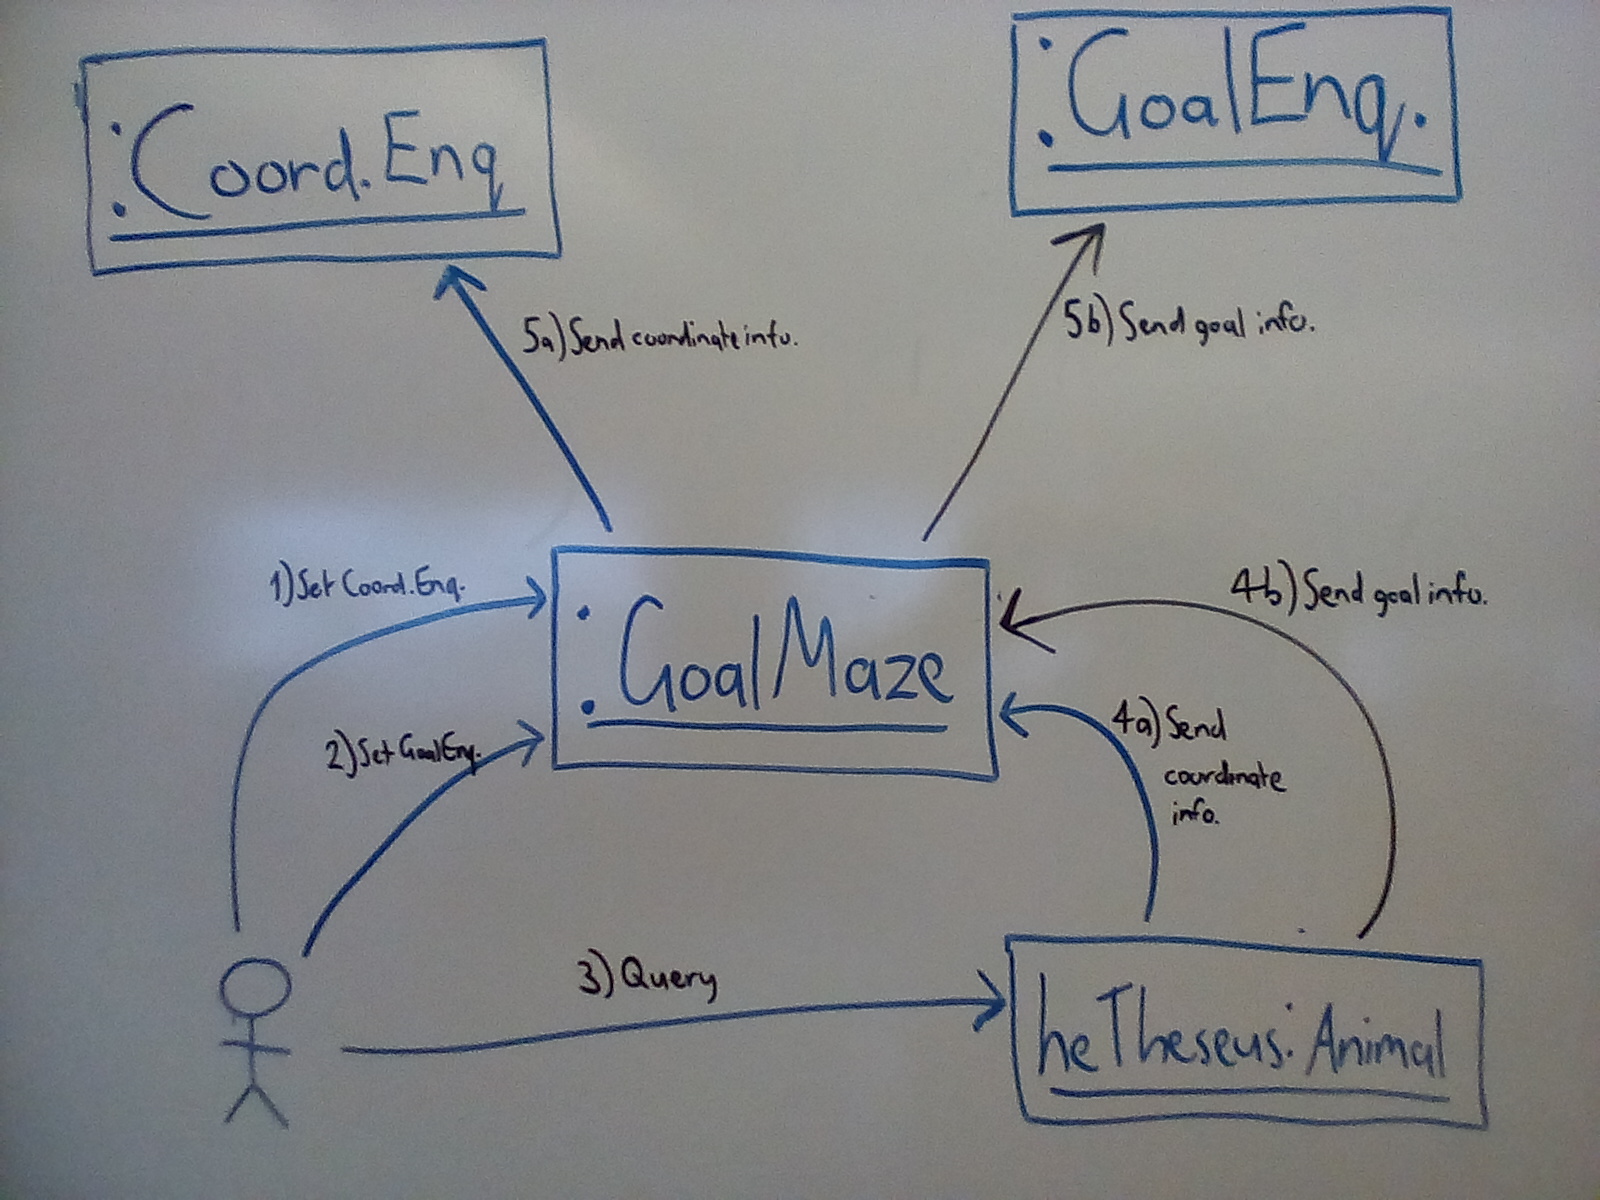 :Coord.Enq
:GoalEnq.
5a) Send coordinate info.
5b) Send goal info.
1) Set Coord.Enq.
4b) Send goal info.
:GoalMaze
2) Set GoalEnq.
4a) Send
coordinate
info.
3) Query
heTheseus:Animal